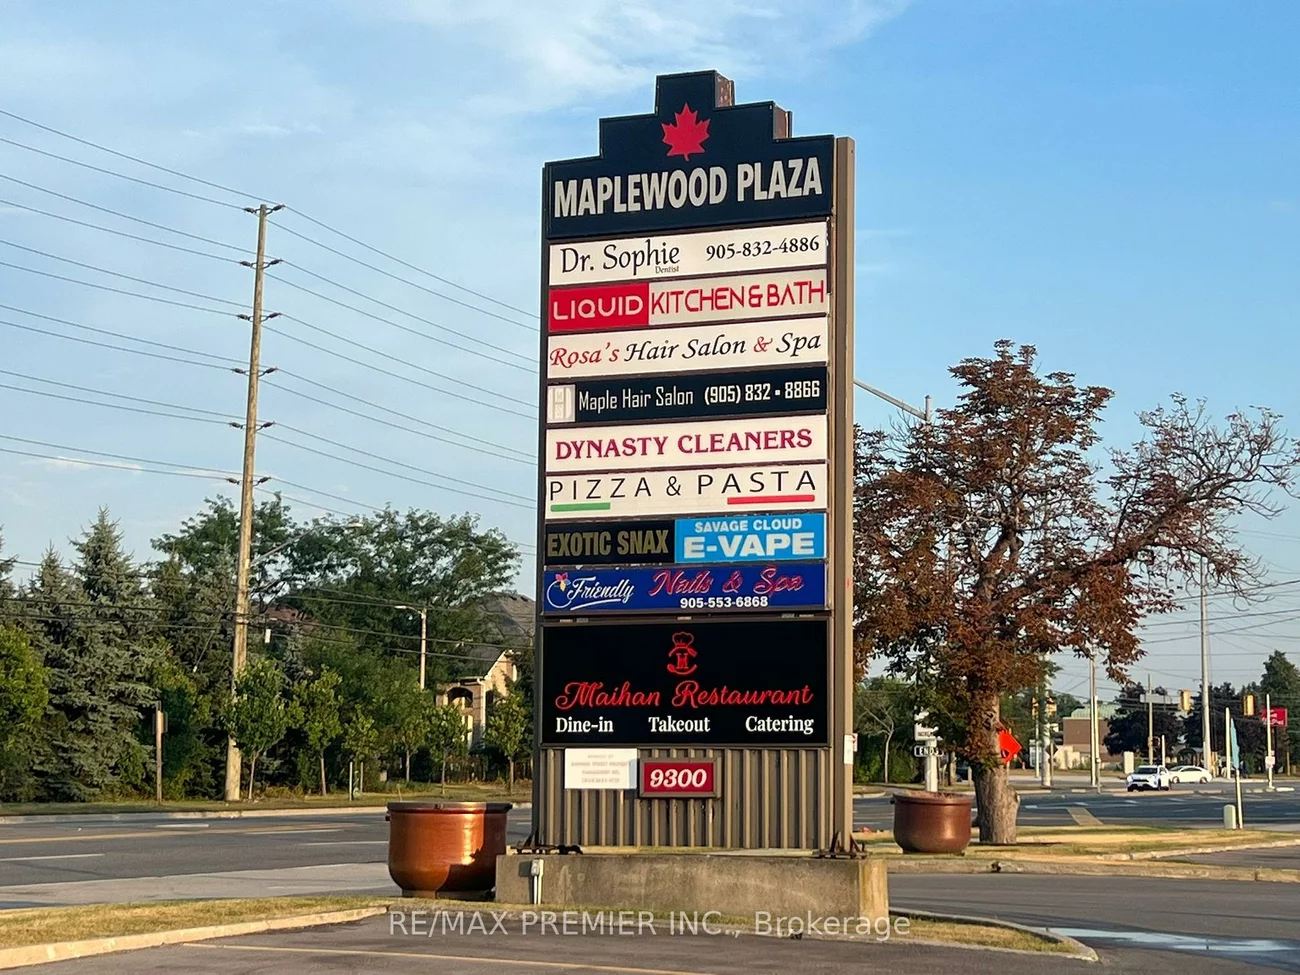 MAPLEWOOD PLAZA
Dr. Sophie 905-832-4886
Dentist
LIQUID KITCHEN & BATH
Rosa's Hair Salon & Spa
Maple Hair Salon (905) 832 - 8866
DYNASTY CLEANERS
PIZZA & PASTA
EXOTIC SNAX
SAVAGE CLOUD
E-VAPE
Friendly Nails & Spa
905-553-6868
Maihan Restaurant
Dine-in Takeout Catering
9300
ENDS
RE/MAX PREMIER INC., Brokerage